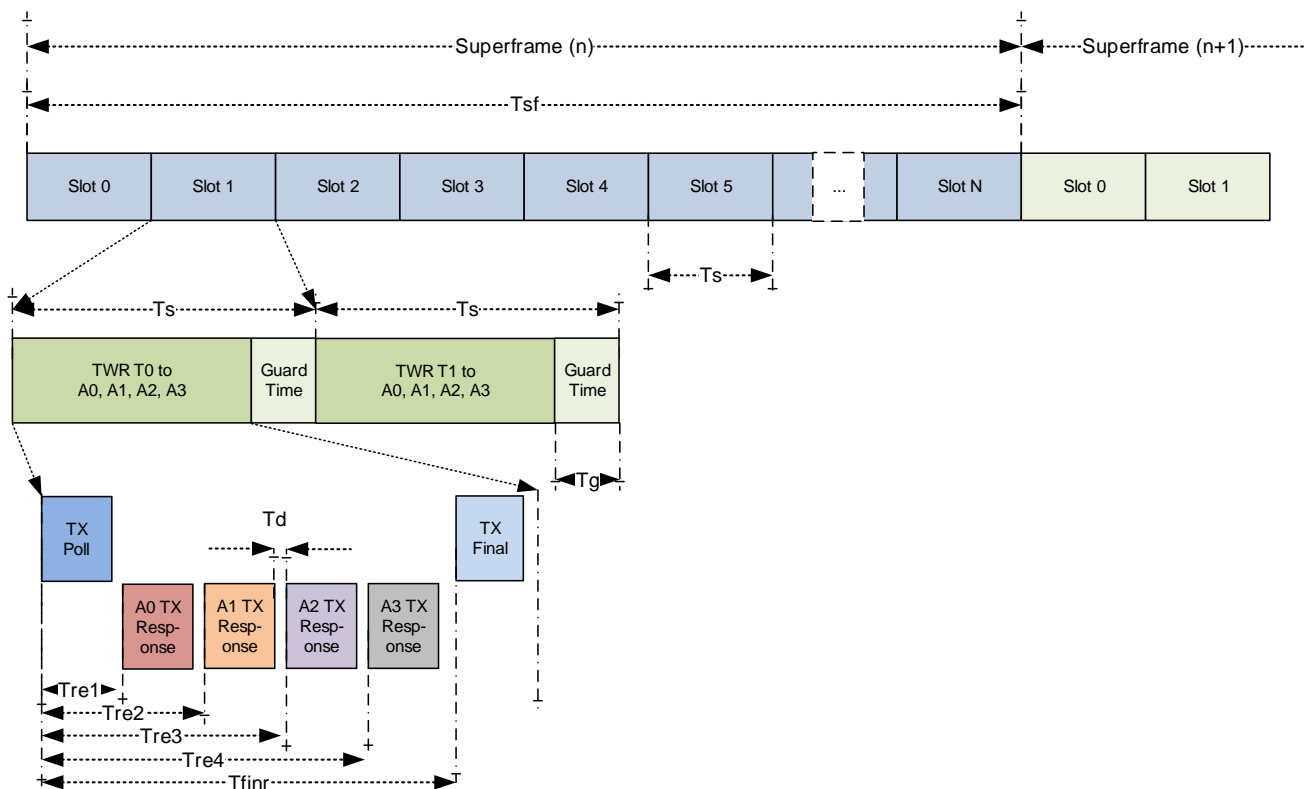 Superframe (n)
Superframe (n+1)
Tsf
Slot 0
Slot 1
Slot 2
Slot 3
Slot 4
Slot 5
...
Slot N
Slot 0
Slot 1
Ts
Ts
Ts
TWR T0 to
A0, A1, A2, A3
Guard
Time
TWR T1 to
A0, A1, A2, A3
Guard
Time
Tg
TX
Poll
Td
TX
Final
A0 TX
Resp-
onse
A1 TX
Resp-
onse
A2 TX
Resp-
onse
A3 TX
Resp-
onse
Tre1
Tre2
Tre3
Tre4
Tfinr